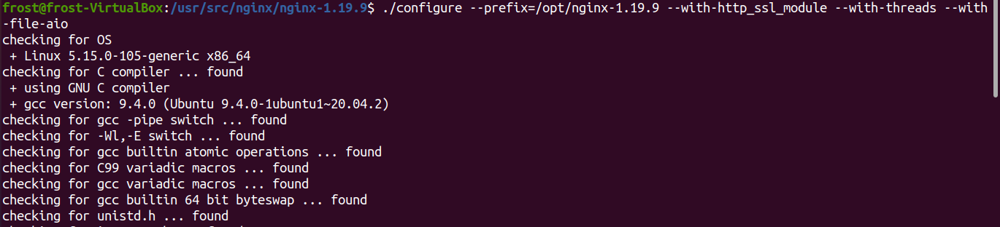 frost@frost-VirtualBox:/usr/src/nginx/nginx-1.19.9$ ./configure --prefix=/opt/nginx-1.19.9 --with-http_ssl_module --with-threads --with
-file-aio
checking for OS
 + Linux 5.15.0-105-generic x86_64
checking for C compiler ... found
 + using GNU C compiler
 + gcc version: 9.4.0 (Ubuntu 9.4.0-1ubuntu1~20.04.2)
checking for gcc -pipe switch ... found
checking for -Wl,-E switch ... found
checking for gcc builtin atomic operations ... found
checking for C99 variadic macros ... found
checking for gcc variadic macros ... found
checking for gcc builtin 64 bit byteswap ... found
checking for unistd.h ... found